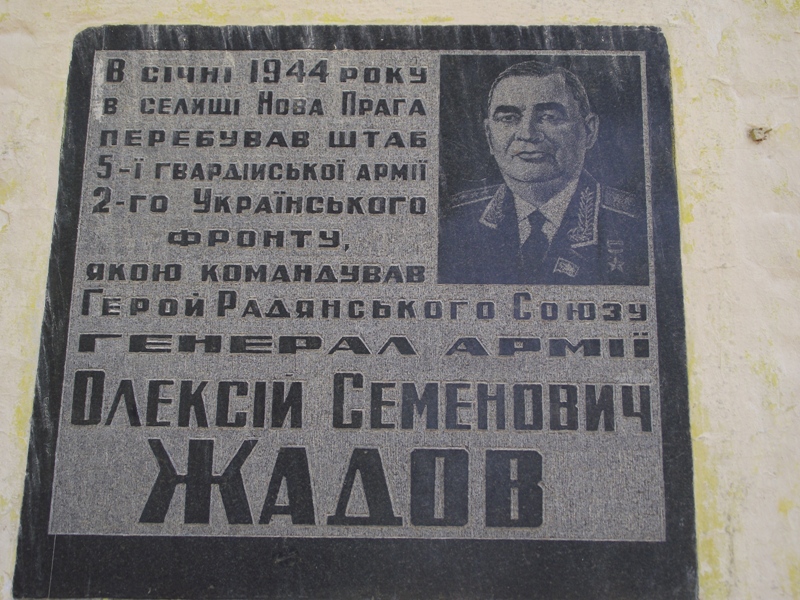 В січні 1944 року
в селищі Нова Прага
перебував штаб
5-ї гвардійської армії
2-го Українського
фронту,
якою командував
Герой Радянського Союзу
генерал армії
Олексій Семенович
Жадов